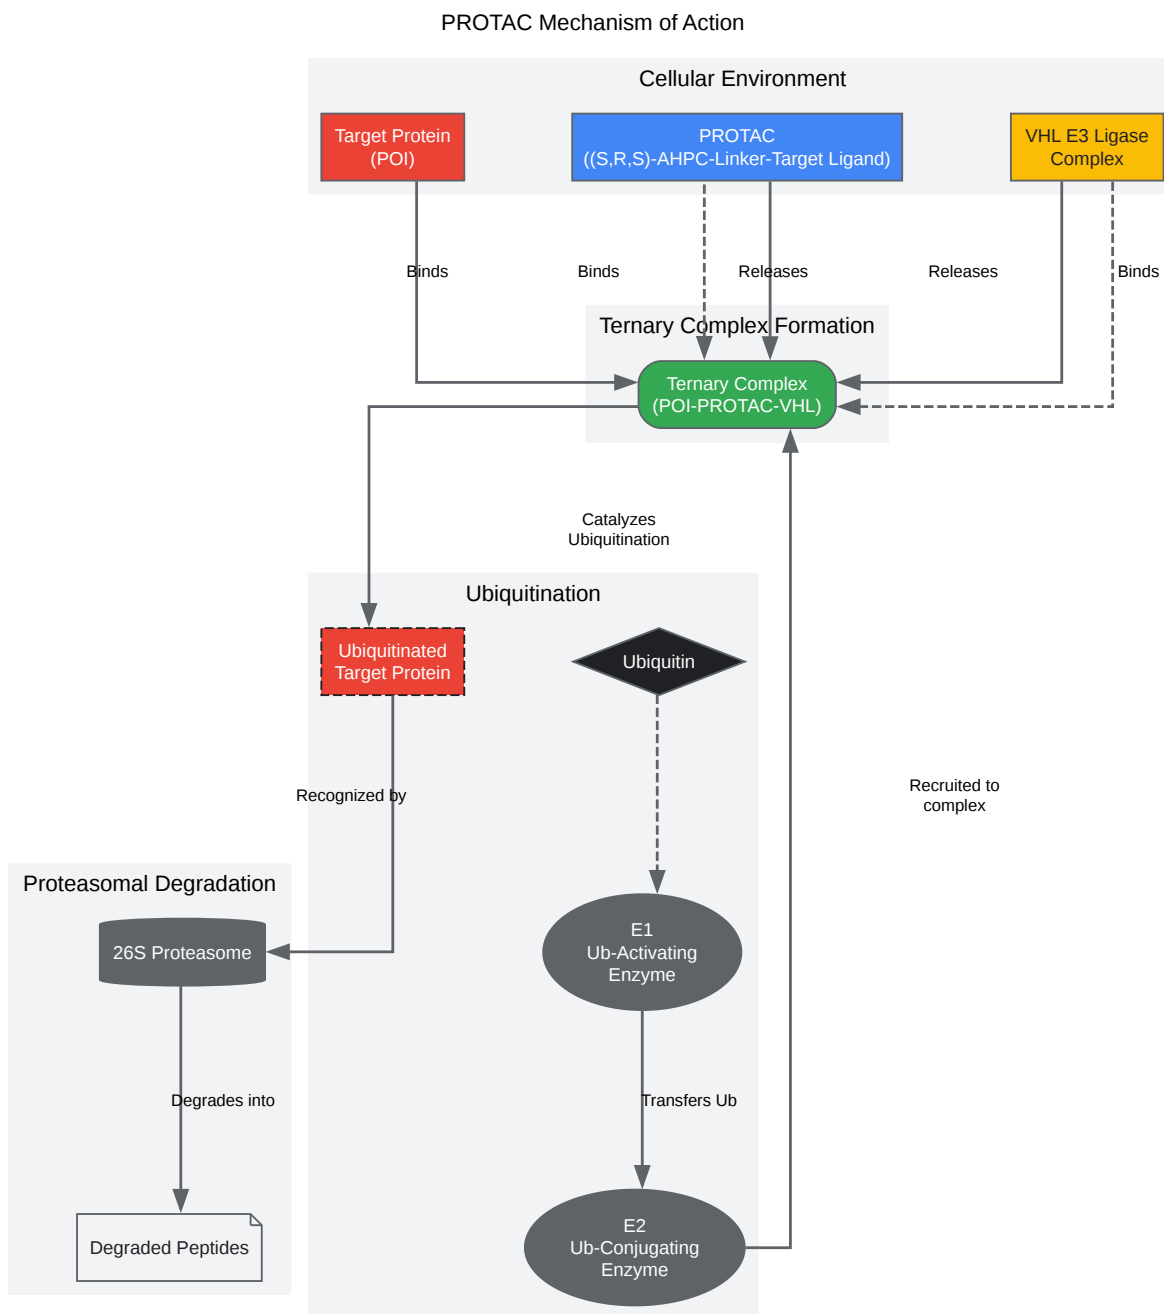 PROTAC Mechanism of Action
Cellular Environment
Target Protein
(POI)
PROTAC
((S,R,S)-AHPC-Linker-Target Ligand)
VHL E3 Ligase
Complex
Binds
Binds
Releases
Releases
Binds
Ternary Complex Formation
Ternary Complex
(POI-PROTAC-VHL)
Catalyzes
Ubiquitination
Ubiquitination
Ubiquitinated
Target Protein
Ubiquitin
Recognized by
Recruited to
complex
Proteasomal Degradation
26S Proteasome
E1
Ub-Activating
Enzyme
Degrades into
Transfers Ub
Degraded Peptides
E2
Ub-Conjugating
Enzyme